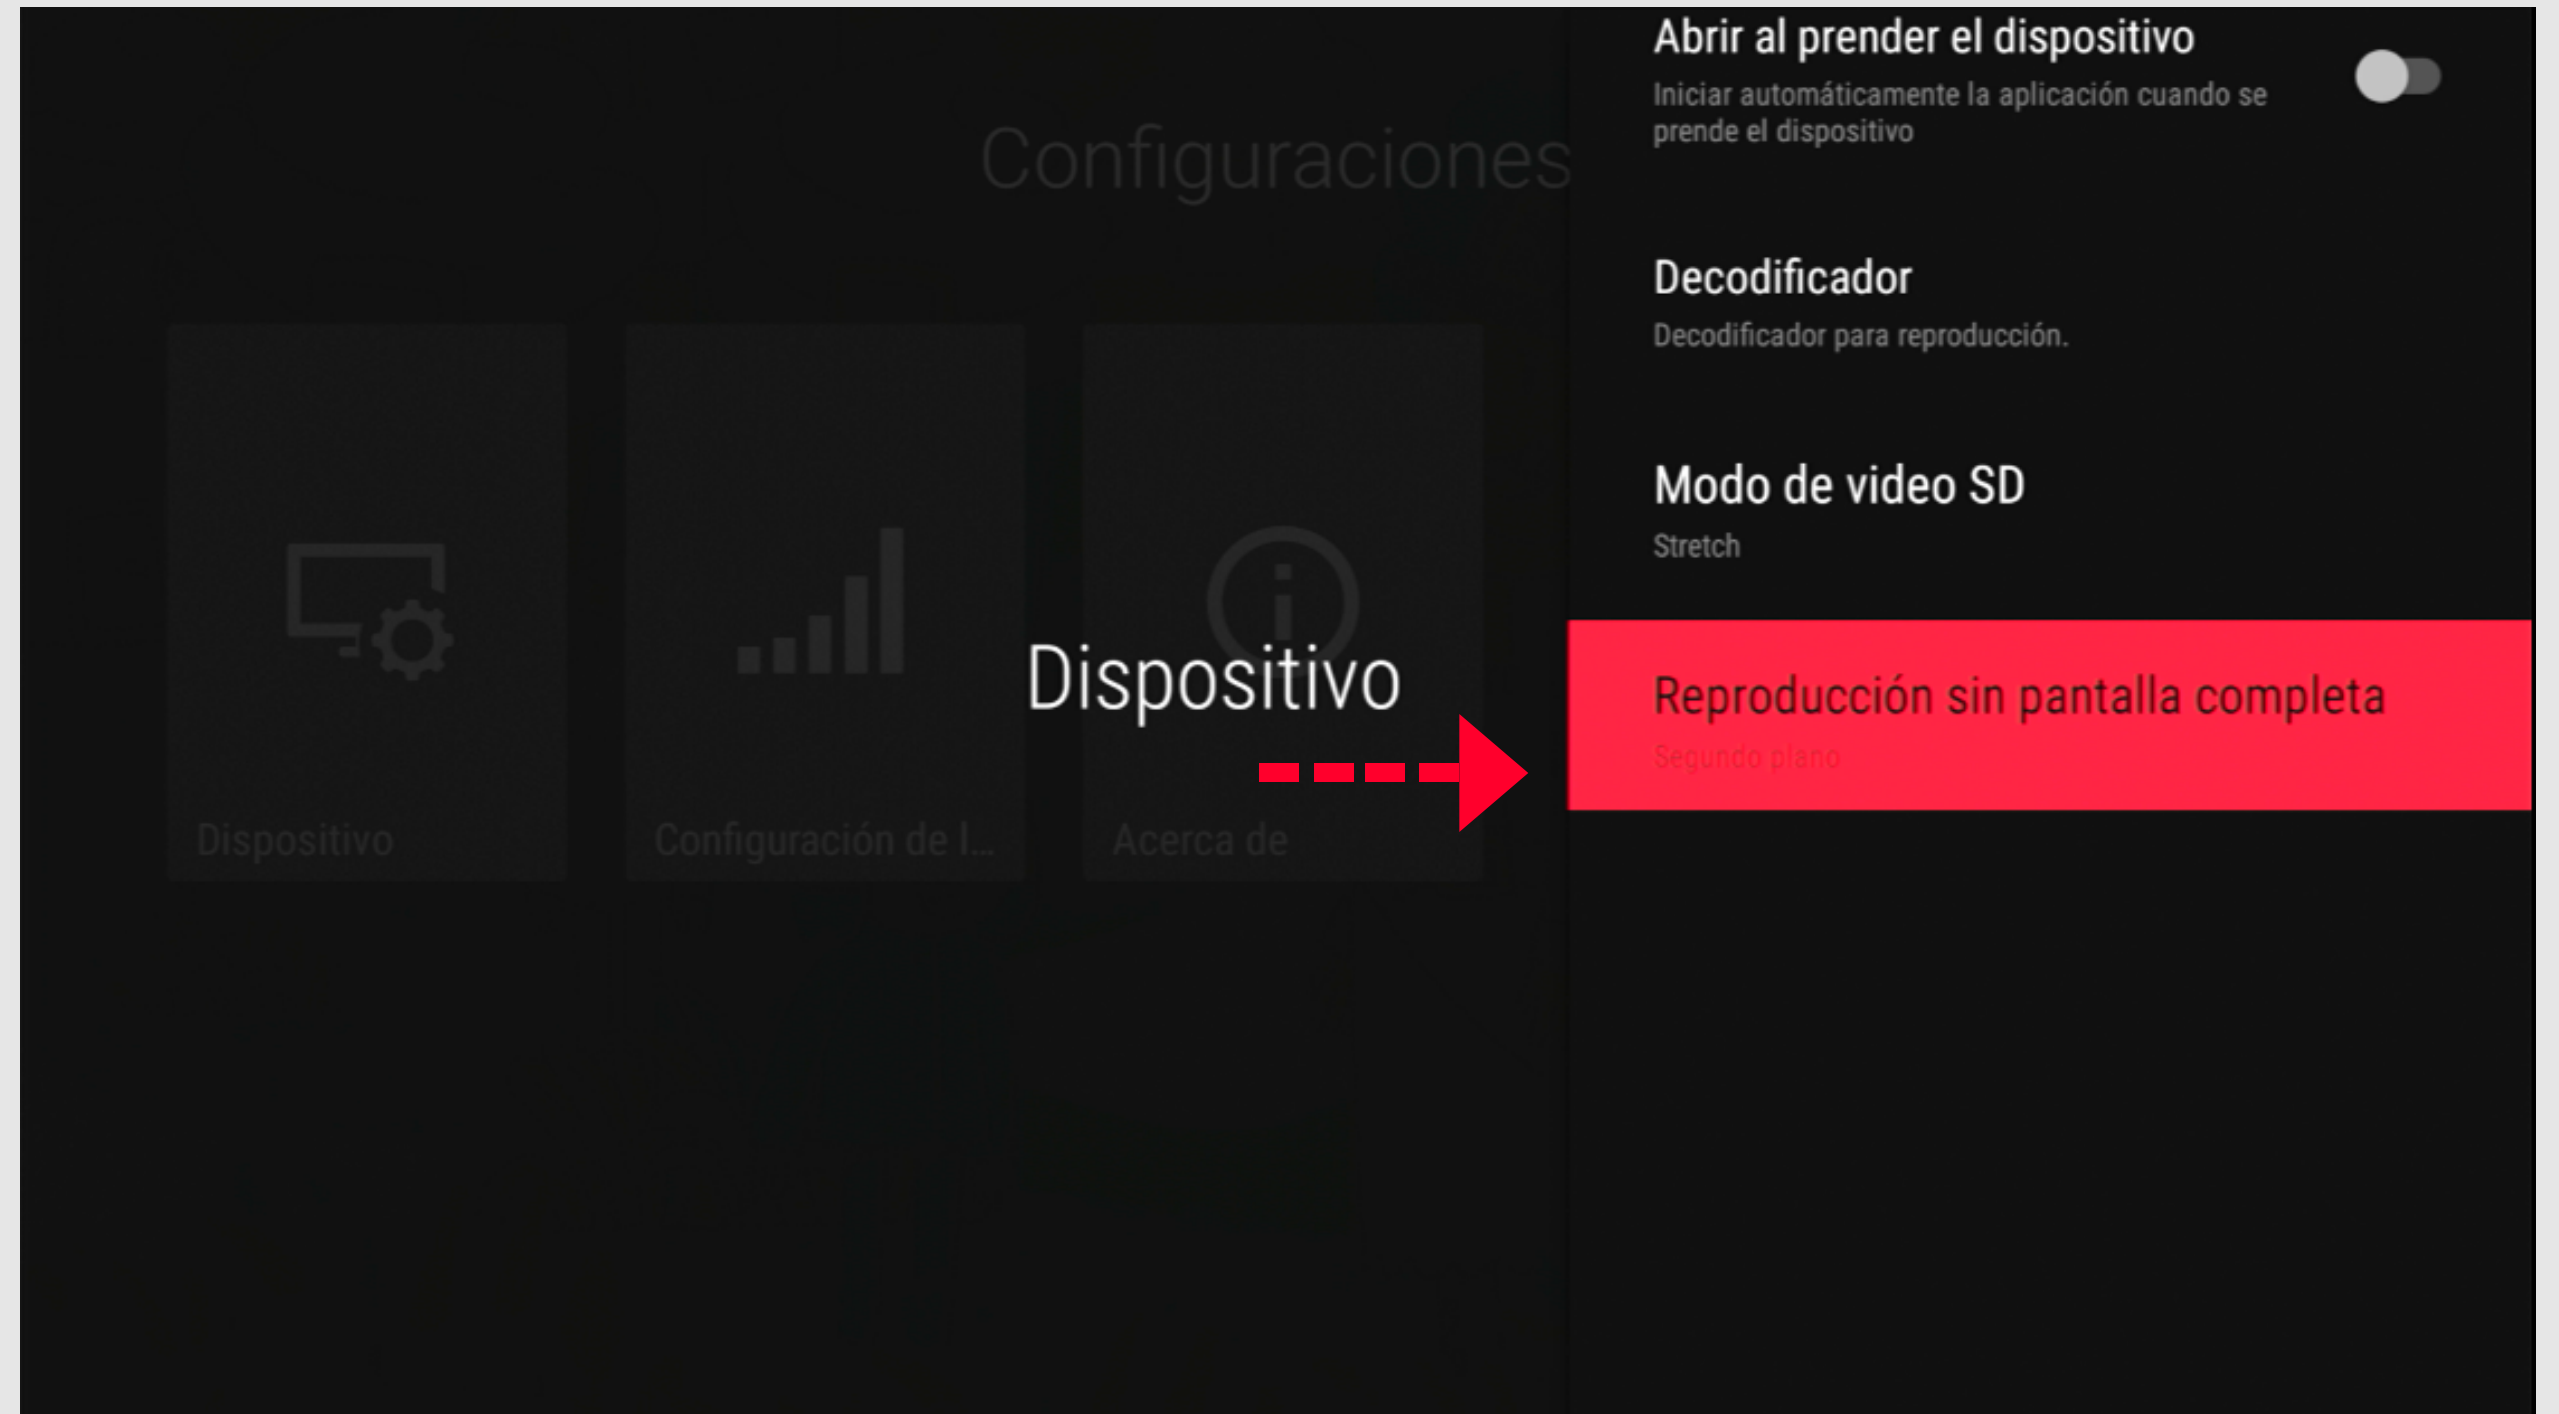 Configuraciones
Dispositivo
Configuración de l...
Acerca de
Dispositivo
Abrir al prender el dispositivo
Iniciar automáticamente la aplicación cuando se
prende el dispositivo
Decodificador
Decodificador para reproducción.
Modo de video SD
Stretch
Reproducción sin pantalla completa
Segundo plano